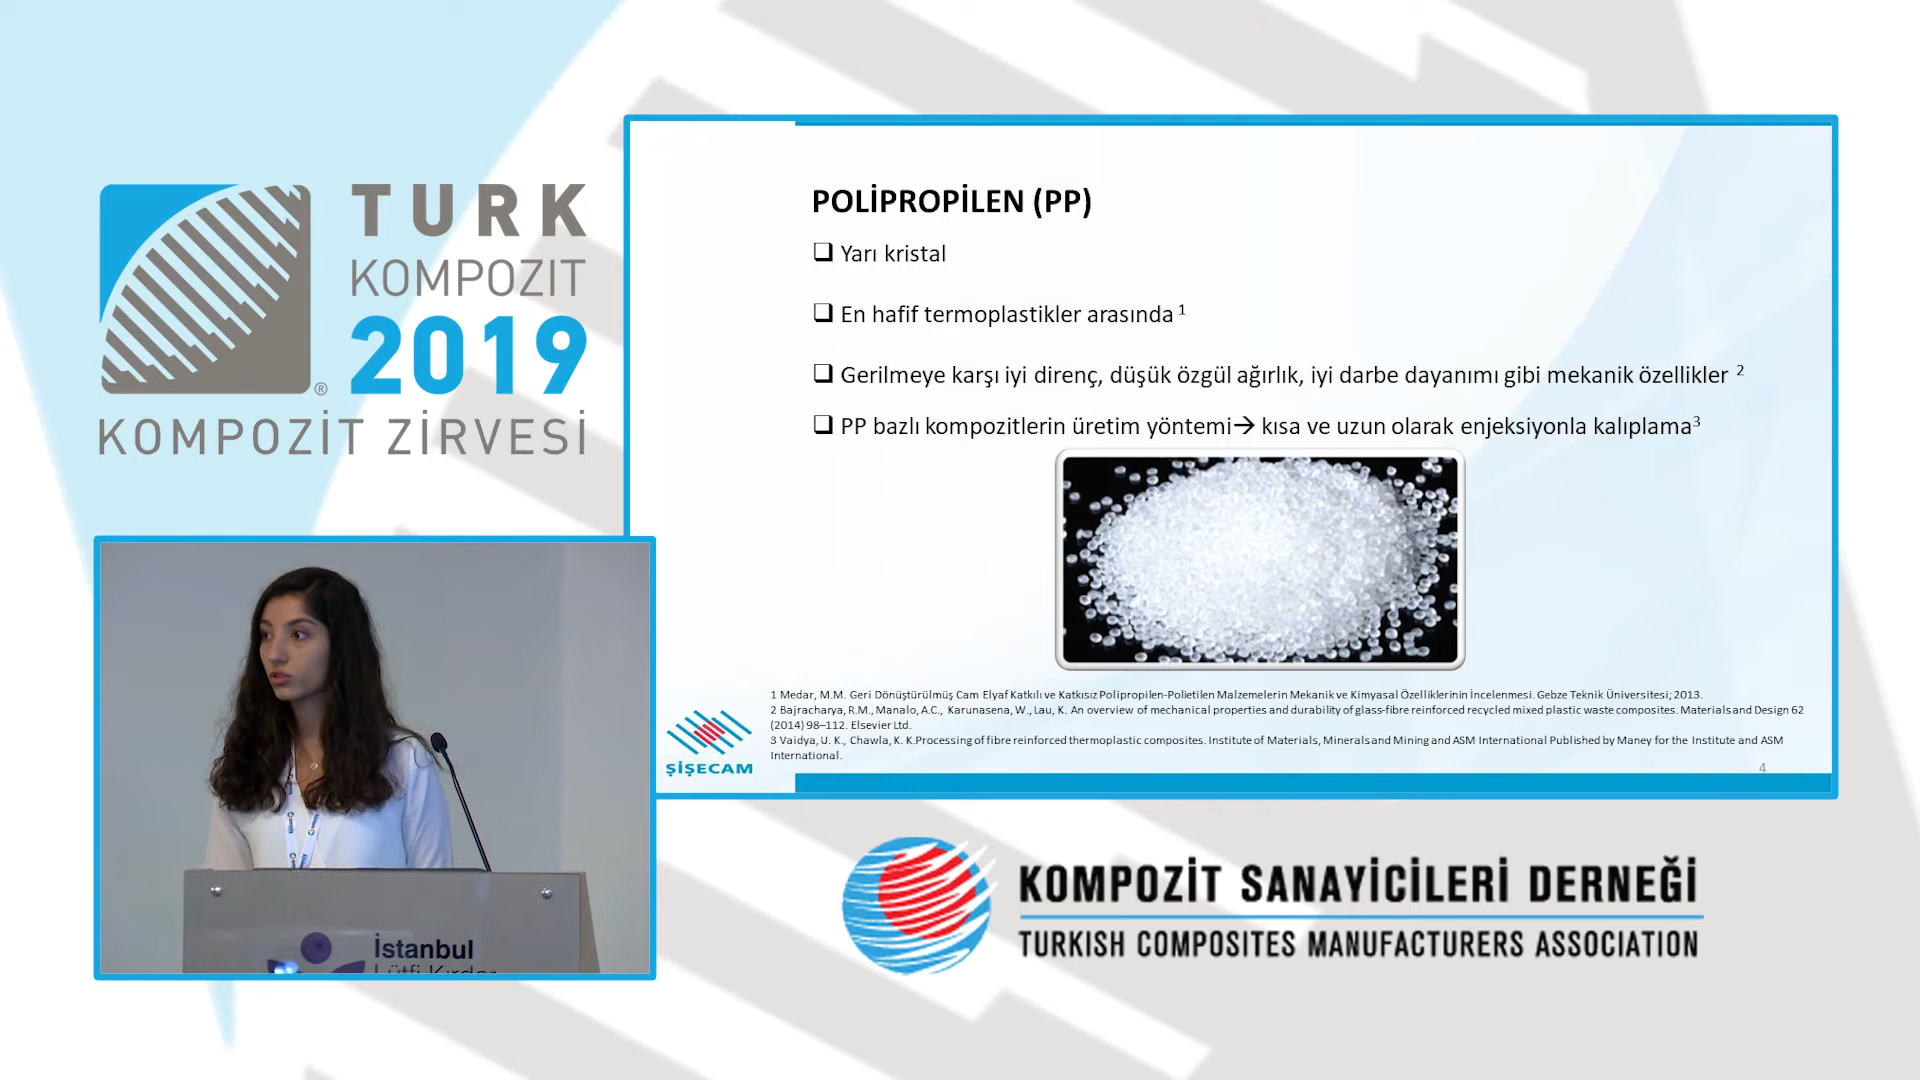 TURK
KOMPOZIT
2019
®
KOMPOZİT ZİRVESİ
POLİPROPİLEN (PP)
❑ Yarı kristal
❑ En hafif termoplastikler arasında ¹
❑ Gerilmeye karşı iyi direnç, düşük özgül ağırlık, iyi darbe dayanımı gibi mekanik özellikler ²
❑ PP bazlı kompozitlerin üretim yöntemi→ kısa ve uzun olarak enjeksiyonla kalıplama³
1 Medar, M.M. Geri Dönüştürülmüş Cam Elyaf Katkılı ve Katkısız Polipropilen-Polietilen Malzemelerin Mekanik ve Kimyasal Özelliklerinin İncelenmesi. Gebze Teknik Üniversitesi; 2013.
2 Bajracharya, R.M., Manalo, A.C., Karunasena, W., Lau, K. An overview of mechanical properties and durability of glass-fibre reinforced recycled mixed plastic waste composites. Materials and Design 62
(2014) 98–112. Elsevier Ltd.
3 Vaidya, U. K., Chawla, K. K.Processing of fibre reinforced thermoplastic composites. Institute of Materials, Minerals and Mining and ASM International Published by Maney for the Institute and ASM
International.
4
ŞİŞECAM
İstanbul
Lütfi Kırdar
KOMPOZİT SANAYİCİLERİ DERNEĞİ
TURKISH COMPOSITES MANUFACTURERS ASSOCIATION